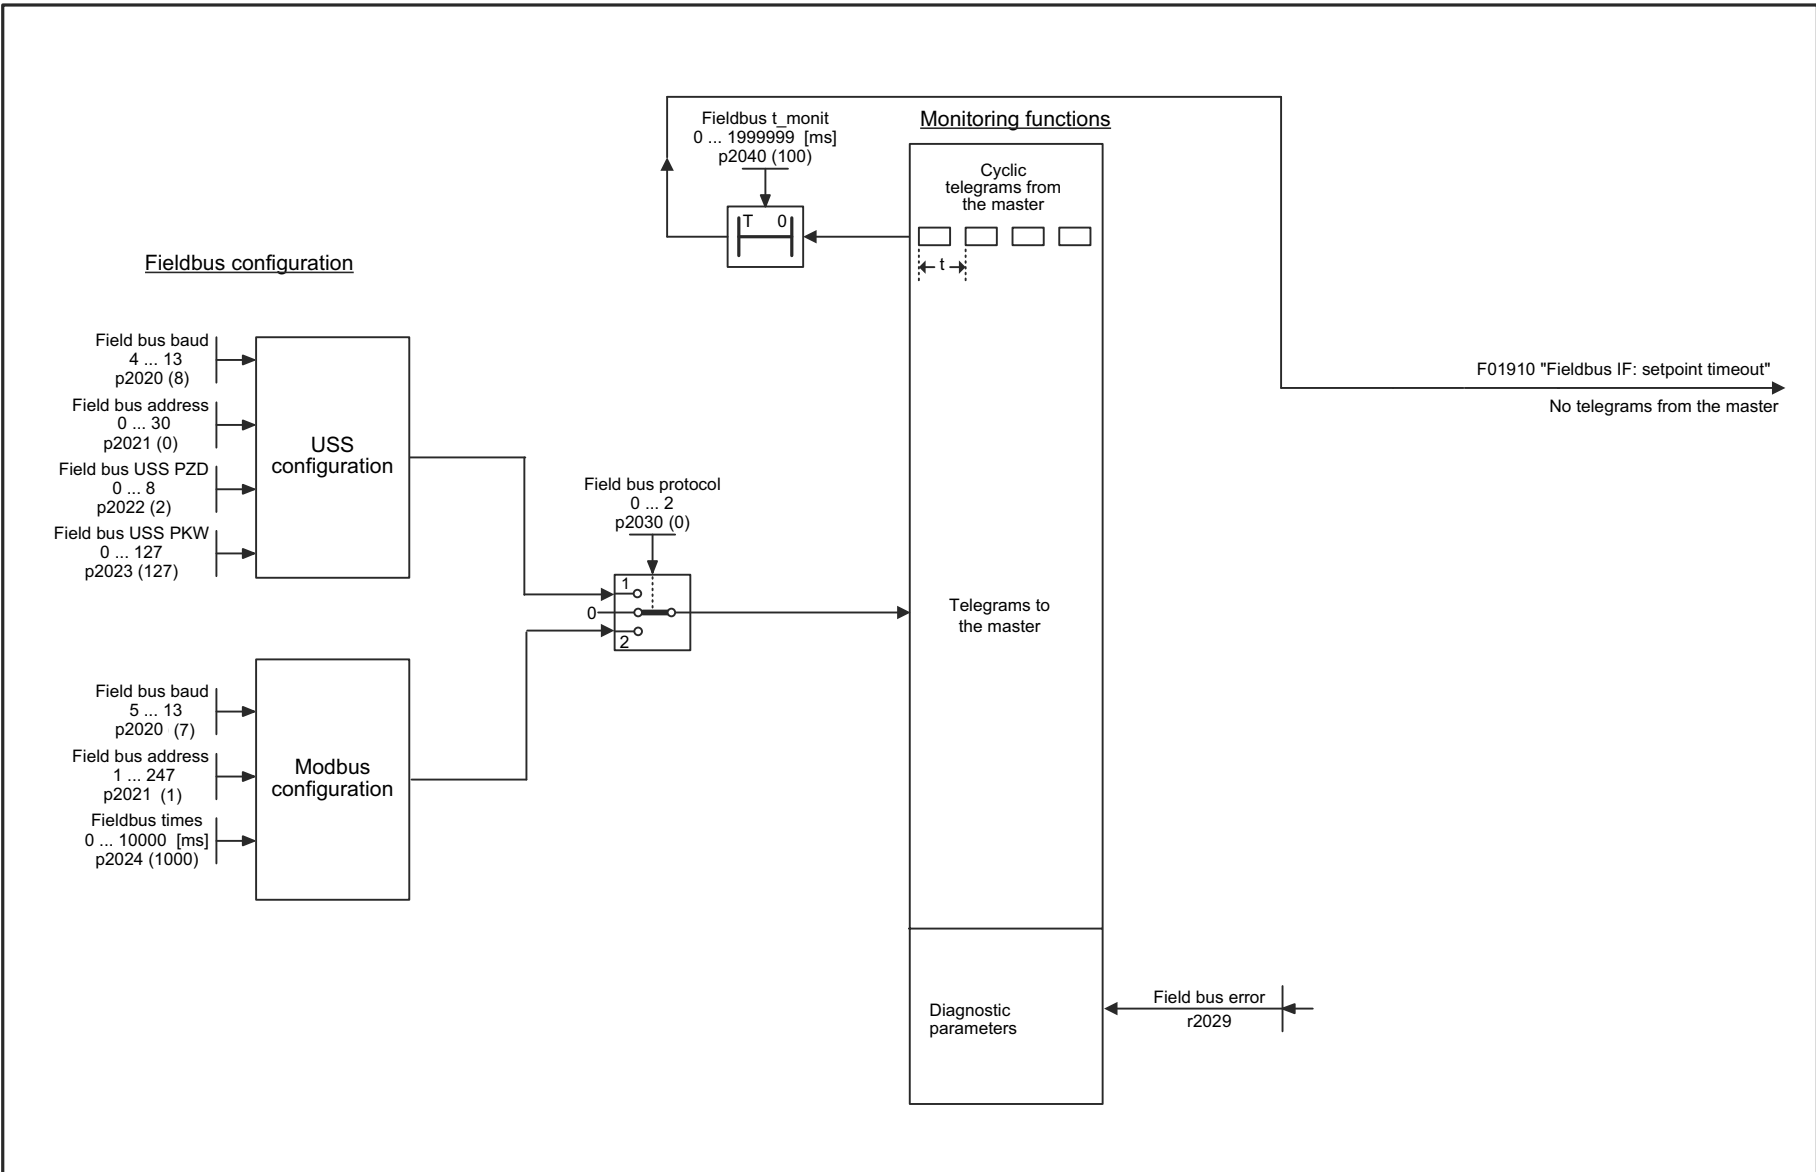 Fieldbus t_monit
0 ... 1999999 [ms]
p2040 (100)
T 0
Monitoring functions
Cyclic
telegrams from
the master
t
Fieldbus configuration
Field bus baud
4 ... 13
p2020 (8)
Field bus address
0 ... 30
p2021 (0)
Field bus USS PZD
0 ... 8
p2022 (2)
Field bus USS PKW
0 ... 127
p2023 (127)
USS
configuration
F01910 "Fieldbus IF: setpoint timeout"
No telegrams from the master
Field bus protocol
0 ... 2
p2030 (0)
1
0
2
Telegrams to
the master
Field bus baud
5 ... 13
p2020 (7)
Field bus address
1 ... 247
p2021 (1)
Fieldbus times
0 ... 10000 [ms]
p2024 (1000)
Modbus
configuration
Diagnostic
parameters
Field bus error
r2029